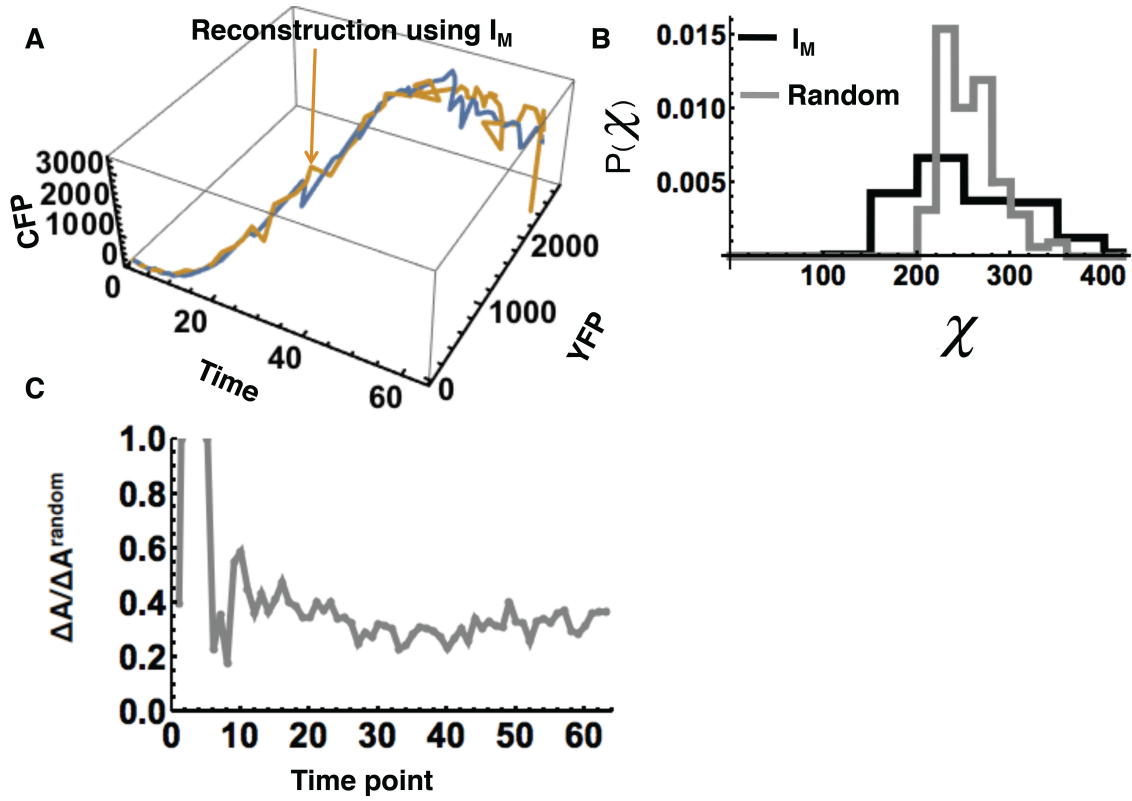 A
Reconstruction using I_M
3000
2000
1000
0
CFP
0
20
40
60
Time
0
1000
2000
YFP
B
0.015
0.010
0.005
P(χ)
I_M
Random
100
200
300
400
χ
C
1.0
0.8
0.6
0.4
0.2
0.0
ΔA/ΔA^random
0 10 20 30 40 50 60
Time point